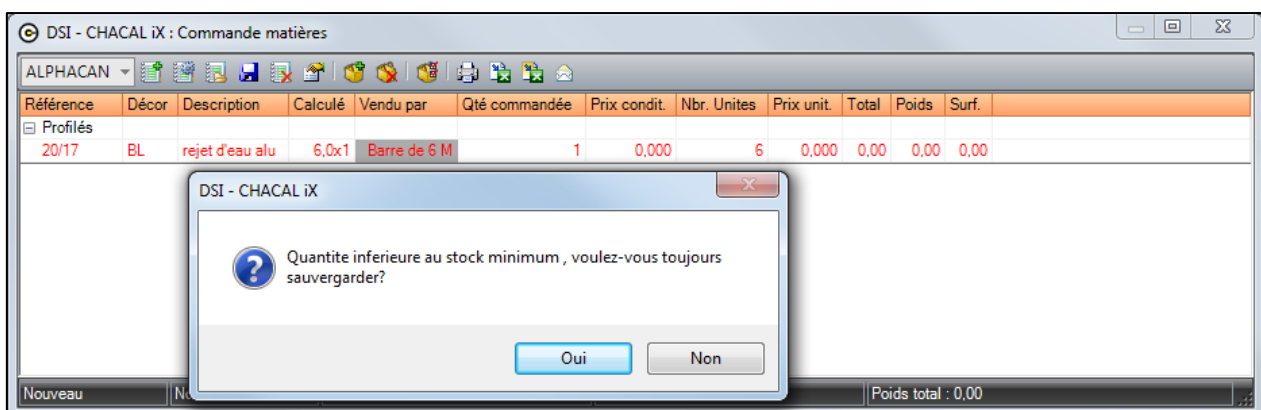 DSI - CHACAL iX : Commande matières
ALPHACAN
Référence Décor Description Calculé Vendu par Qté commandée Prix condit. Nbr. Unites Prix unit. Total Poids Surf.
Profilés
20/17 BL rejet d'eau alu 6,0x1 Barre de 6 M 1 0,000 6 0,000 0,00 0,00 0,00
DSI - CHACAL iX
Quantite inferieure au stock minimum , voulez-vous toujours
sauvergarder?
Oui Non
Nouveau Poids total : 0,00